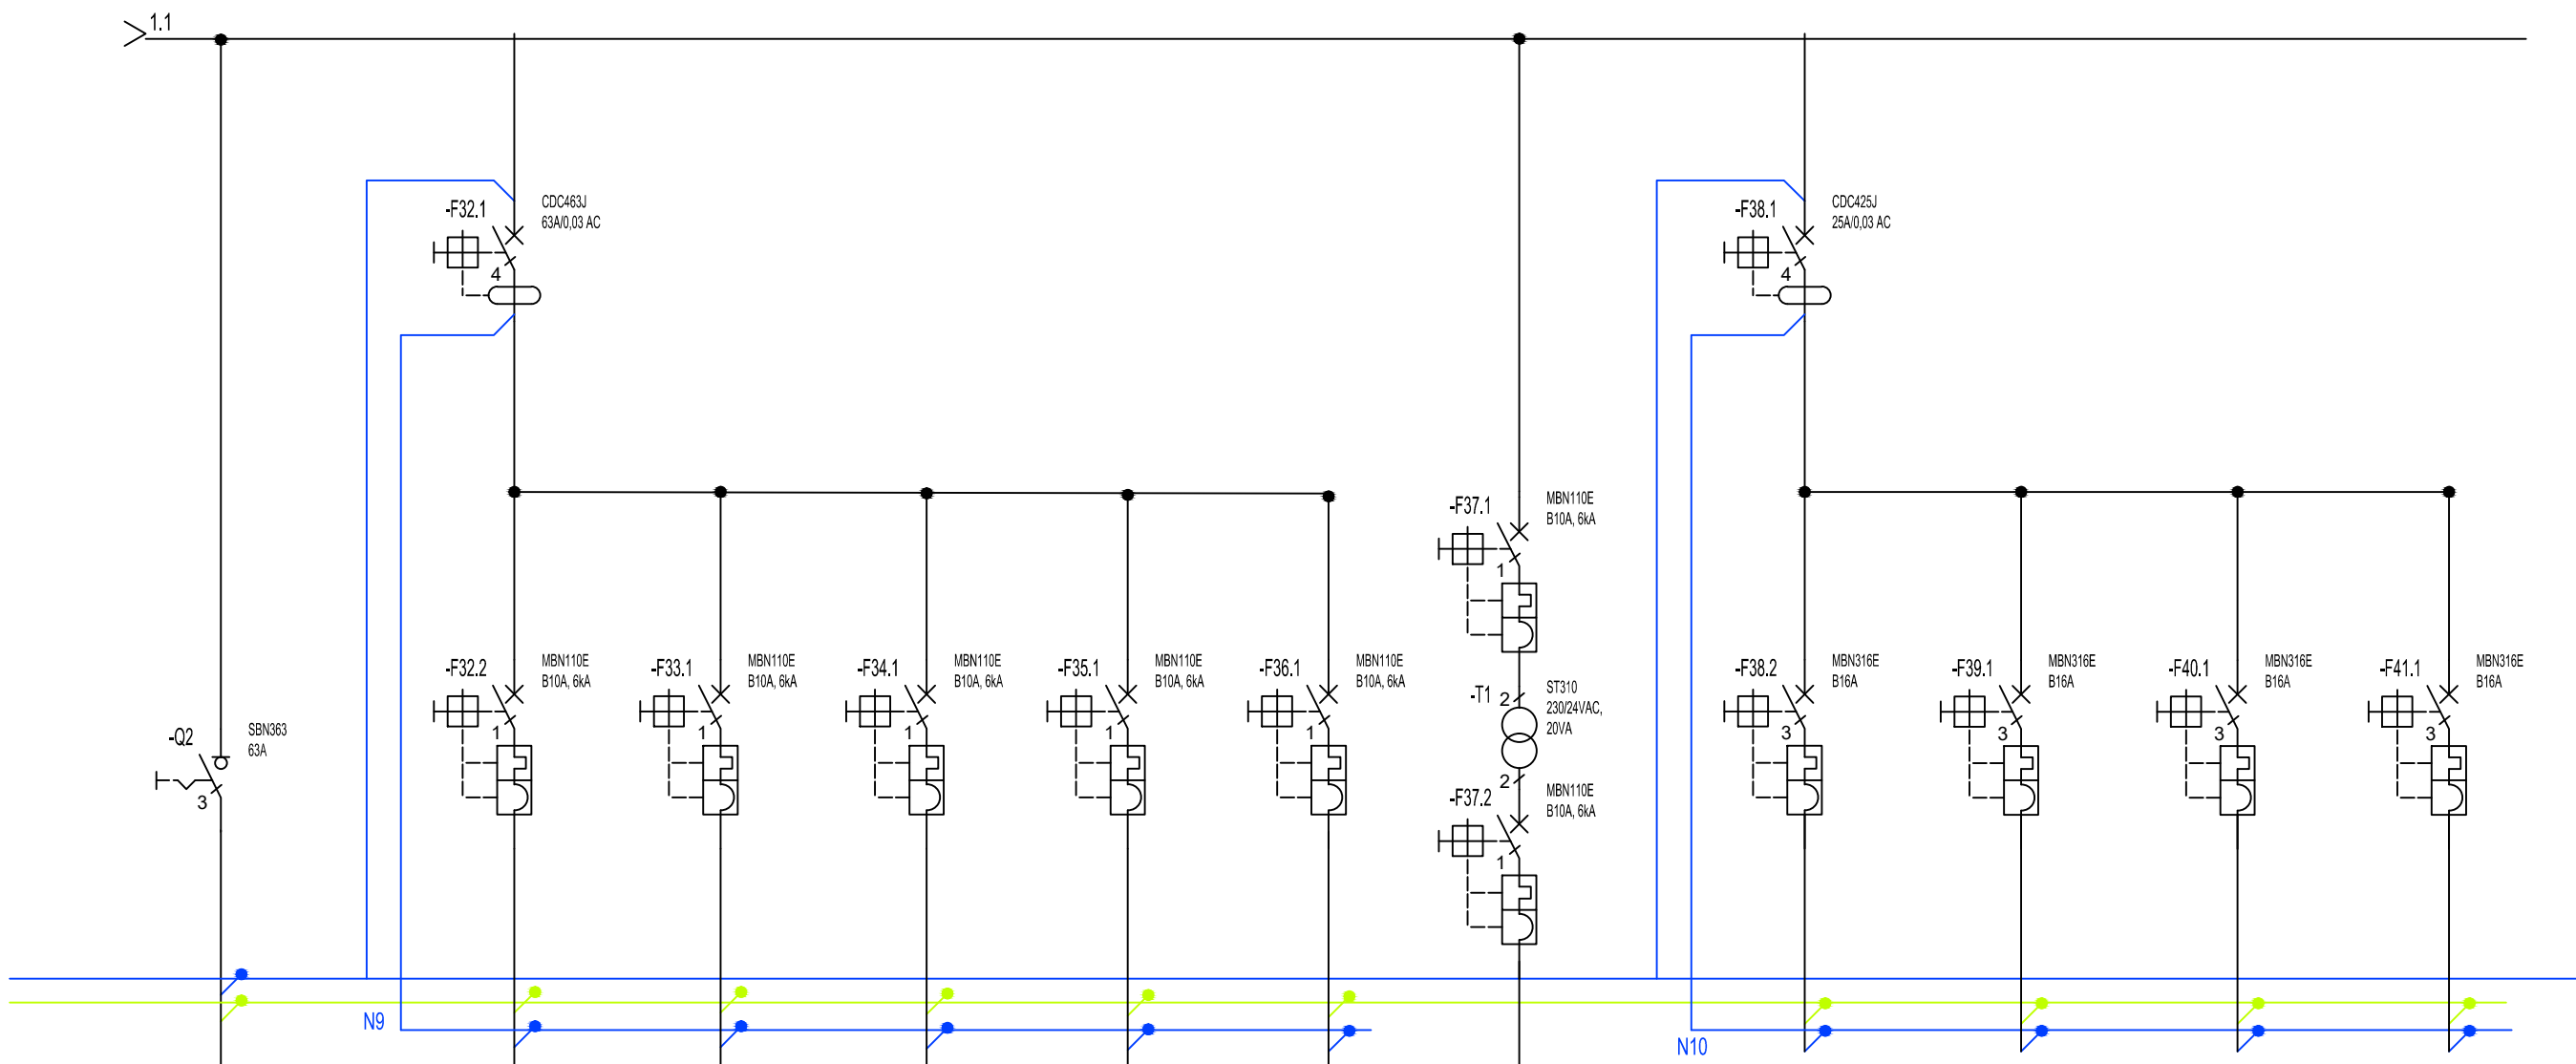 1.1
-F32.1
CDC463J
63A/0,03 AC
4
-F38.1
CDC425J
25A/0,03 AC
4
-F37.1
MBN110E
B10A, 6kA
1
-F32.2
MBN110E
B10A, 6kA
1
-F33.1
MBN110E
B10A, 6kA
1
-F34.1
MBN110E
B10A, 6kA
1
-F35.1
MBN110E
B10A, 6kA
1
-F36.1
MBN110E
B10A, 6kA
1
-T1
2
ST310
230/24VAC,
20VA
2
-F38.2
MBN316E
B16A
3
-F39.1
MBN316E
B16A
3
-F40.1
MBN316E
B16A
3
-F41.1
MBN316E
B16A
3
-Q2
SBN363
63A
3
-F37.2
MBN110E
B10A, 6kA
1
N9
N10